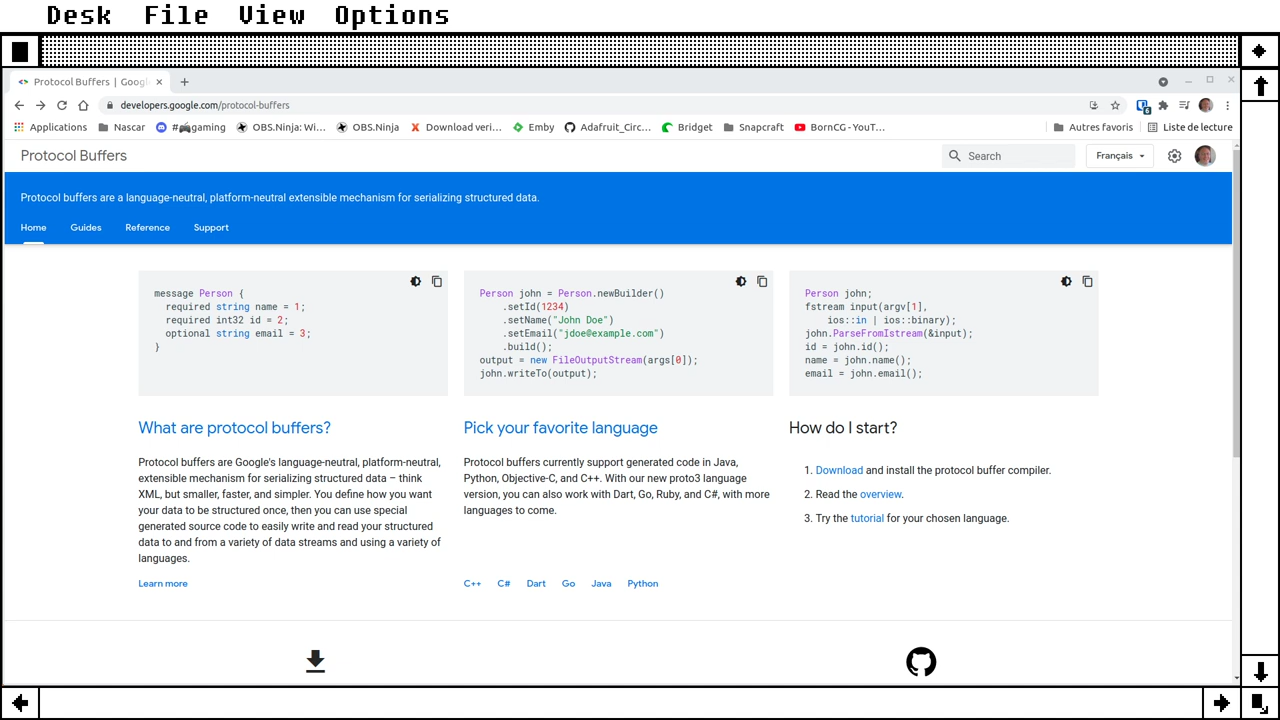 Desk File View Options
Protocol Buffers | Goog
developers.google.com/protocol-buffers
6
Applications Nascar #🎮gaming OBS.Ninja: Wi... OBS.Ninja Download veri... Emby Adafruit_Circ... Bridget Snapcraft BornCG - YouT... Autres favoris Liste de lecture
Protocol Buffers Search Français
Protocol buffers are a language-neutral, platform-neutral extensible mechanism for serializing structured data.
Home Guides Reference Support
message Person {
  required string name = 1;
  required int32 id = 2;
  optional string email = 3;
}
Person john = Person.newBuilder()
    .setId(1234)
    .setName("John Doe")
    .setEmail("jdoe@example.com")
    .build();
output = new FileOutputStream(args[0]);
john.writeTo(output);
Person john;
fstream input(argv[1],
    ios::in | ios::binary);
john.ParseFromIstream(&input);
id = john.id();
name = john.name();
email = john.email();
What are protocol buffers?
Protocol buffers are Google's language-neutral, platform-neutral,
extensible mechanism for serializing structured data – think
XML, but smaller, faster, and simpler. You define how you want
your data to be structured once, then you can use special
generated source code to easily write and read your structured
data to and from a variety of data streams and using a variety of
languages.
Learn more
Pick your favorite language
Protocol buffers currently support generated code in Java,
Python, Objective-C, and C++. With our new proto3 language
version, you can also work with Dart, Go, Ruby, and C#, with more
languages to come.
C++ C# Dart Go Java Python
How do I start?
1. Download and install the protocol buffer compiler.
2. Read the overview.
3. Try the tutorial for your chosen language.